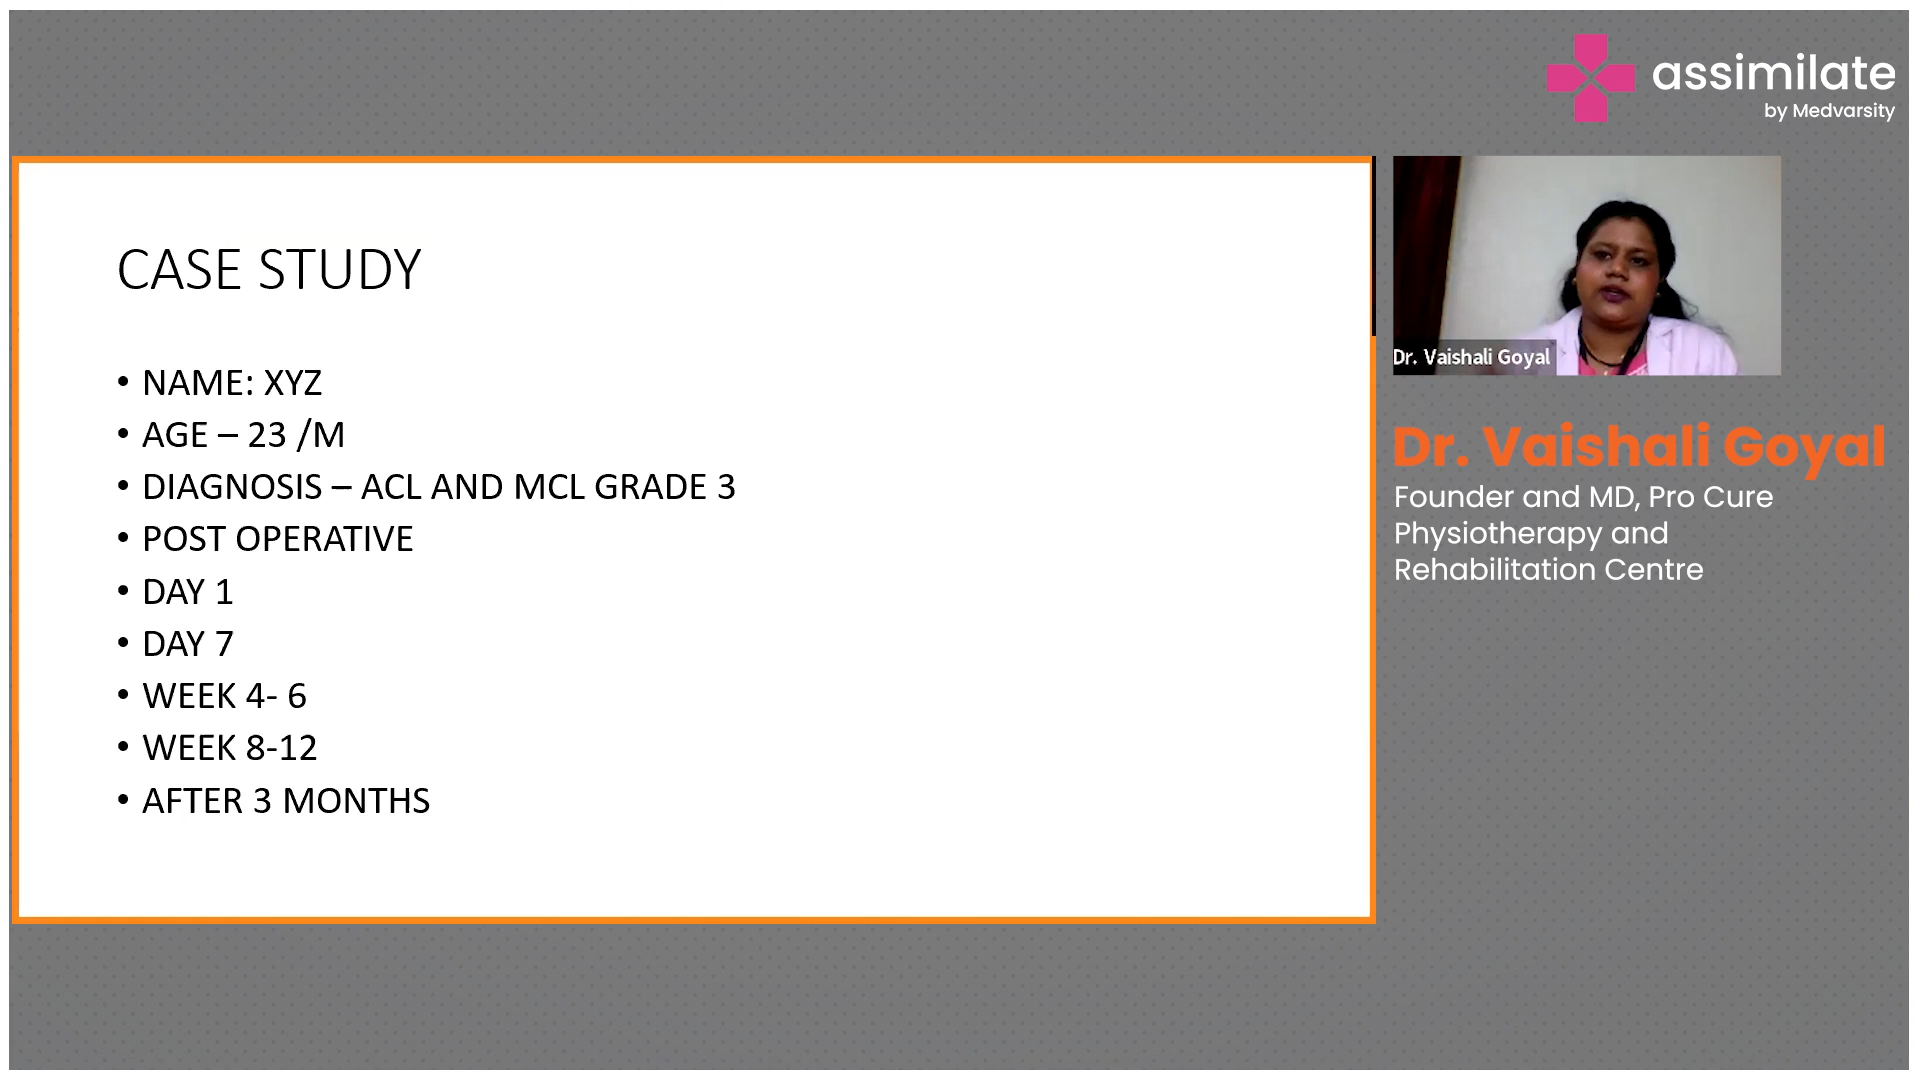 assimilate
by Medvarsity
CASE STUDY
• NAME: XYZ
• AGE – 23 /M
• DIAGNOSIS – ACL AND MCL GRADE 3
• POST OPERATIVE
• DAY 1
• DAY 7
• WEEK 4- 6
• WEEK 8-12
• AFTER 3 MONTHS
Dr. Vaishali Goyal
Dr. Vaishali Goyal
Founder and MD, Pro Cure
Physiotherapy and
Rehabilitation Centre